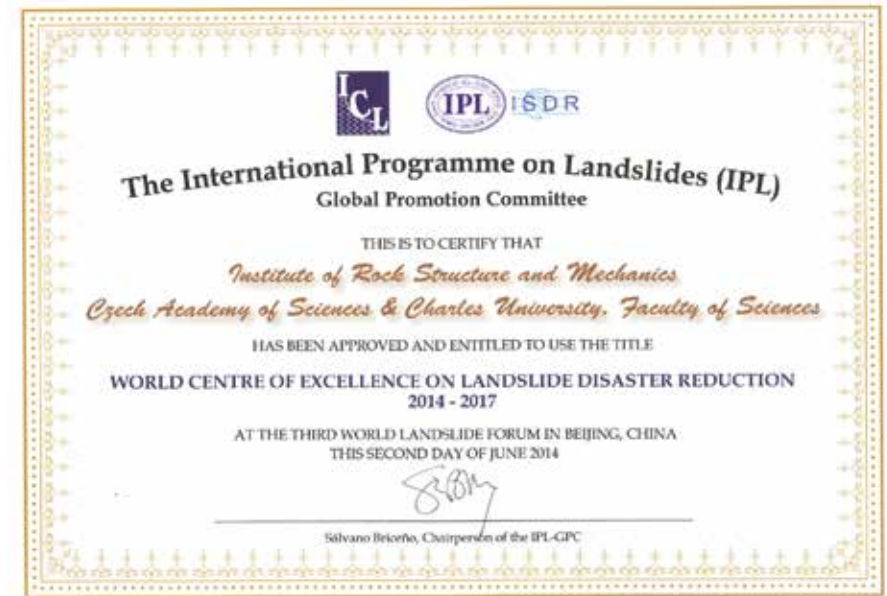 ICL
IPL ISDR
The International Programme on Landslides (IPL)
Global Promotion Committee
THIS IS TO CERTIFY THAT
Institute of Rock Structure and Mechanics
Czech Academy of Sciences & Charles University, Faculty of Sciences
HAS BEEN APPROVED AND ENTITLED TO USE THE TITLE
WORLD CENTRE OF EXCELLENCE ON LANDSLIDE DISASTER REDUCTION
2014 - 2017
AT THE THIRD WORLD LANDSLIDE FORUM IN BEIJING, CHINA
THIS SECOND DAY OF JUNE 2014
Sálvano Briceño, Chairperson of the IPL-GPC